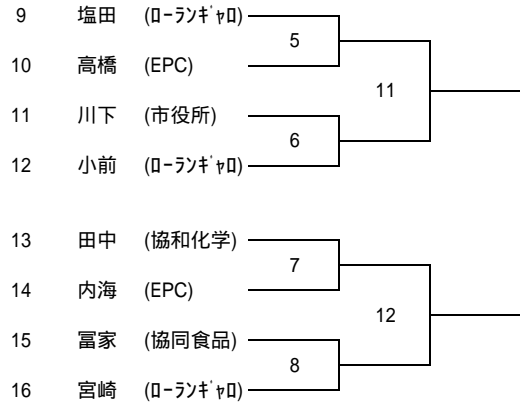 9 塩田 (ﾛｰﾗﾝｷﾞｬﾛ)
5
10 高橋 (EPC)
11
11 川下 (市役所)
6
12 小前 (ﾛｰﾗﾝｷﾞｬﾛ)
13 田中 (協和化学)
7
14 内海 (EPC)
12
15 冨家 (協同食品)
8
16 宮崎 (ﾛｰﾗﾝｷﾞｬﾛ)